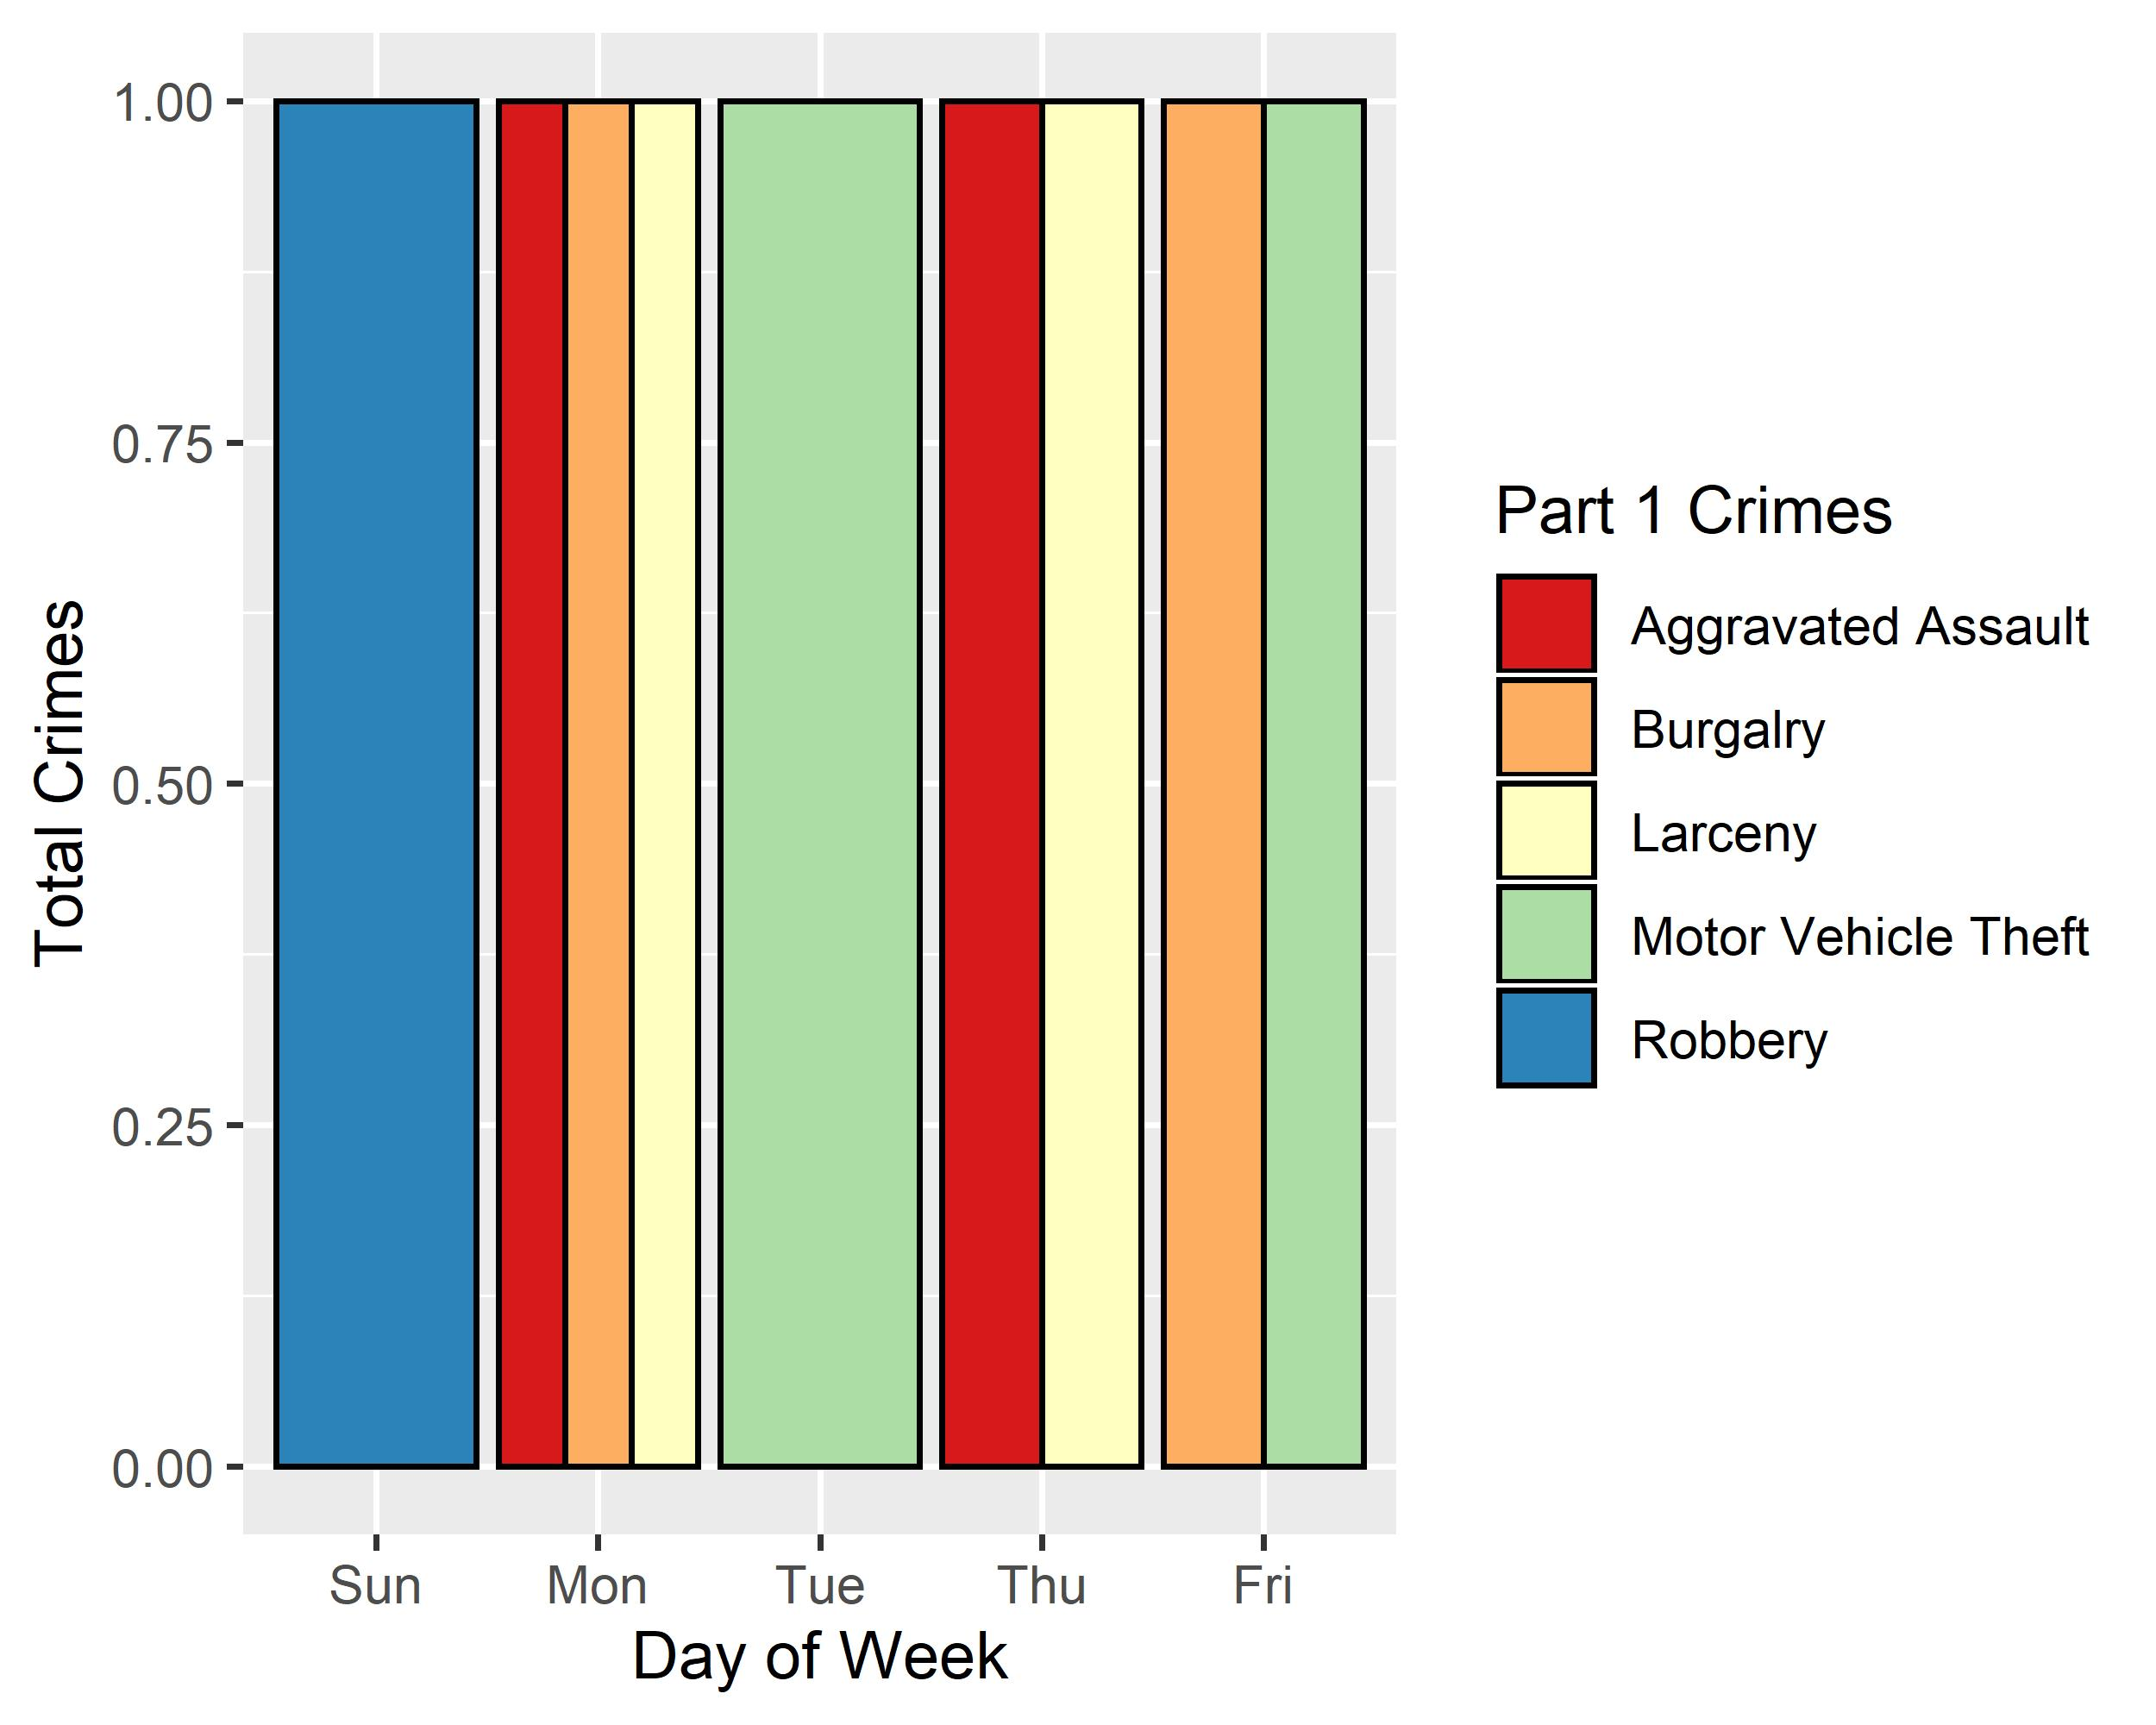 1.00
0.75
0.50
0.25
0.00
Total Crimes
Sun Mon Tue Thu Fri
Day of Week
Part 1 Crimes
Aggravated Assault
Burgalry
Larceny
Motor Vehicle Theft
Robbery